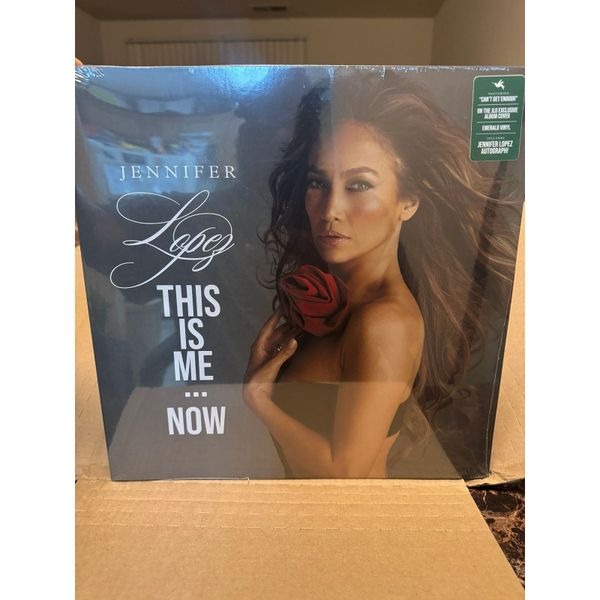 JENNIFER
Lopez
THIS
IS
ME
...
NOW
FEATURING
"CAN'T GET ENOUGH"
ON THE JLO EXCLUSIVE
ALBUM COVER
EMERALD VINYL
INCLUDES
JENNIFER LOPEZ
AUTOGRAPH!